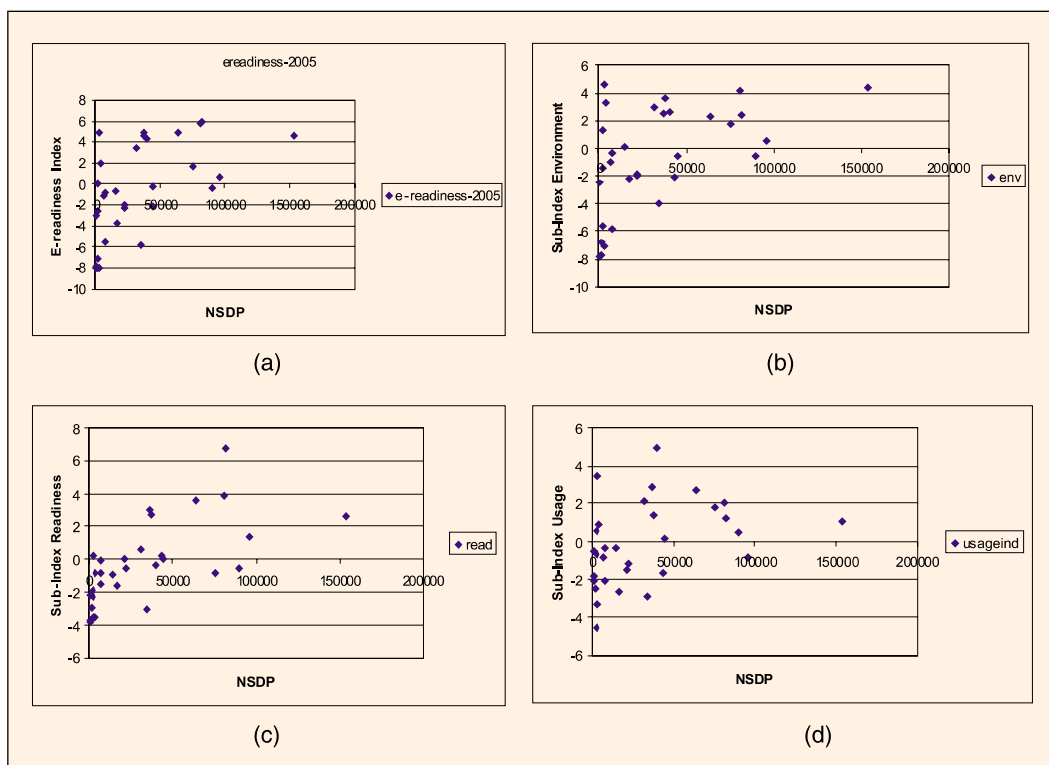 ereadiness-2005
E-readiness Index
8
6
4
2
0
-2
-4
-6
-8
-10
0 50000 100000 150000 200000
NSDP
e-readiness-2005
(a)
Sub-Index Environment
6
4
2
0
-2
-4
-6
-8
-10
0 50000 100000 150000 200000
NSDP
env
(b)
Sub-Index Readiness
8
6
4
2
0
-2
-4
-6
0 50000 100000 150000 200000
NSDP
read
(c)
Sub-Index Usage
6
4
2
0
-2
-4
-6
0 50000 100000 150000 200000
NSDP
usageind
(d)